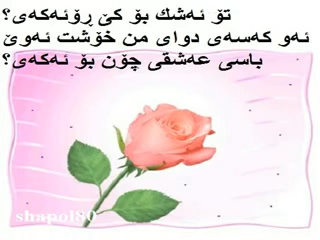 تۆ ئەشك بۆ كێ ڕۆئەكەی؟
ئەو كەسەی دوای من خۆشت ئەوێ
باسی عەشقی چۆن بۆ ئەكەی؟
shapol80